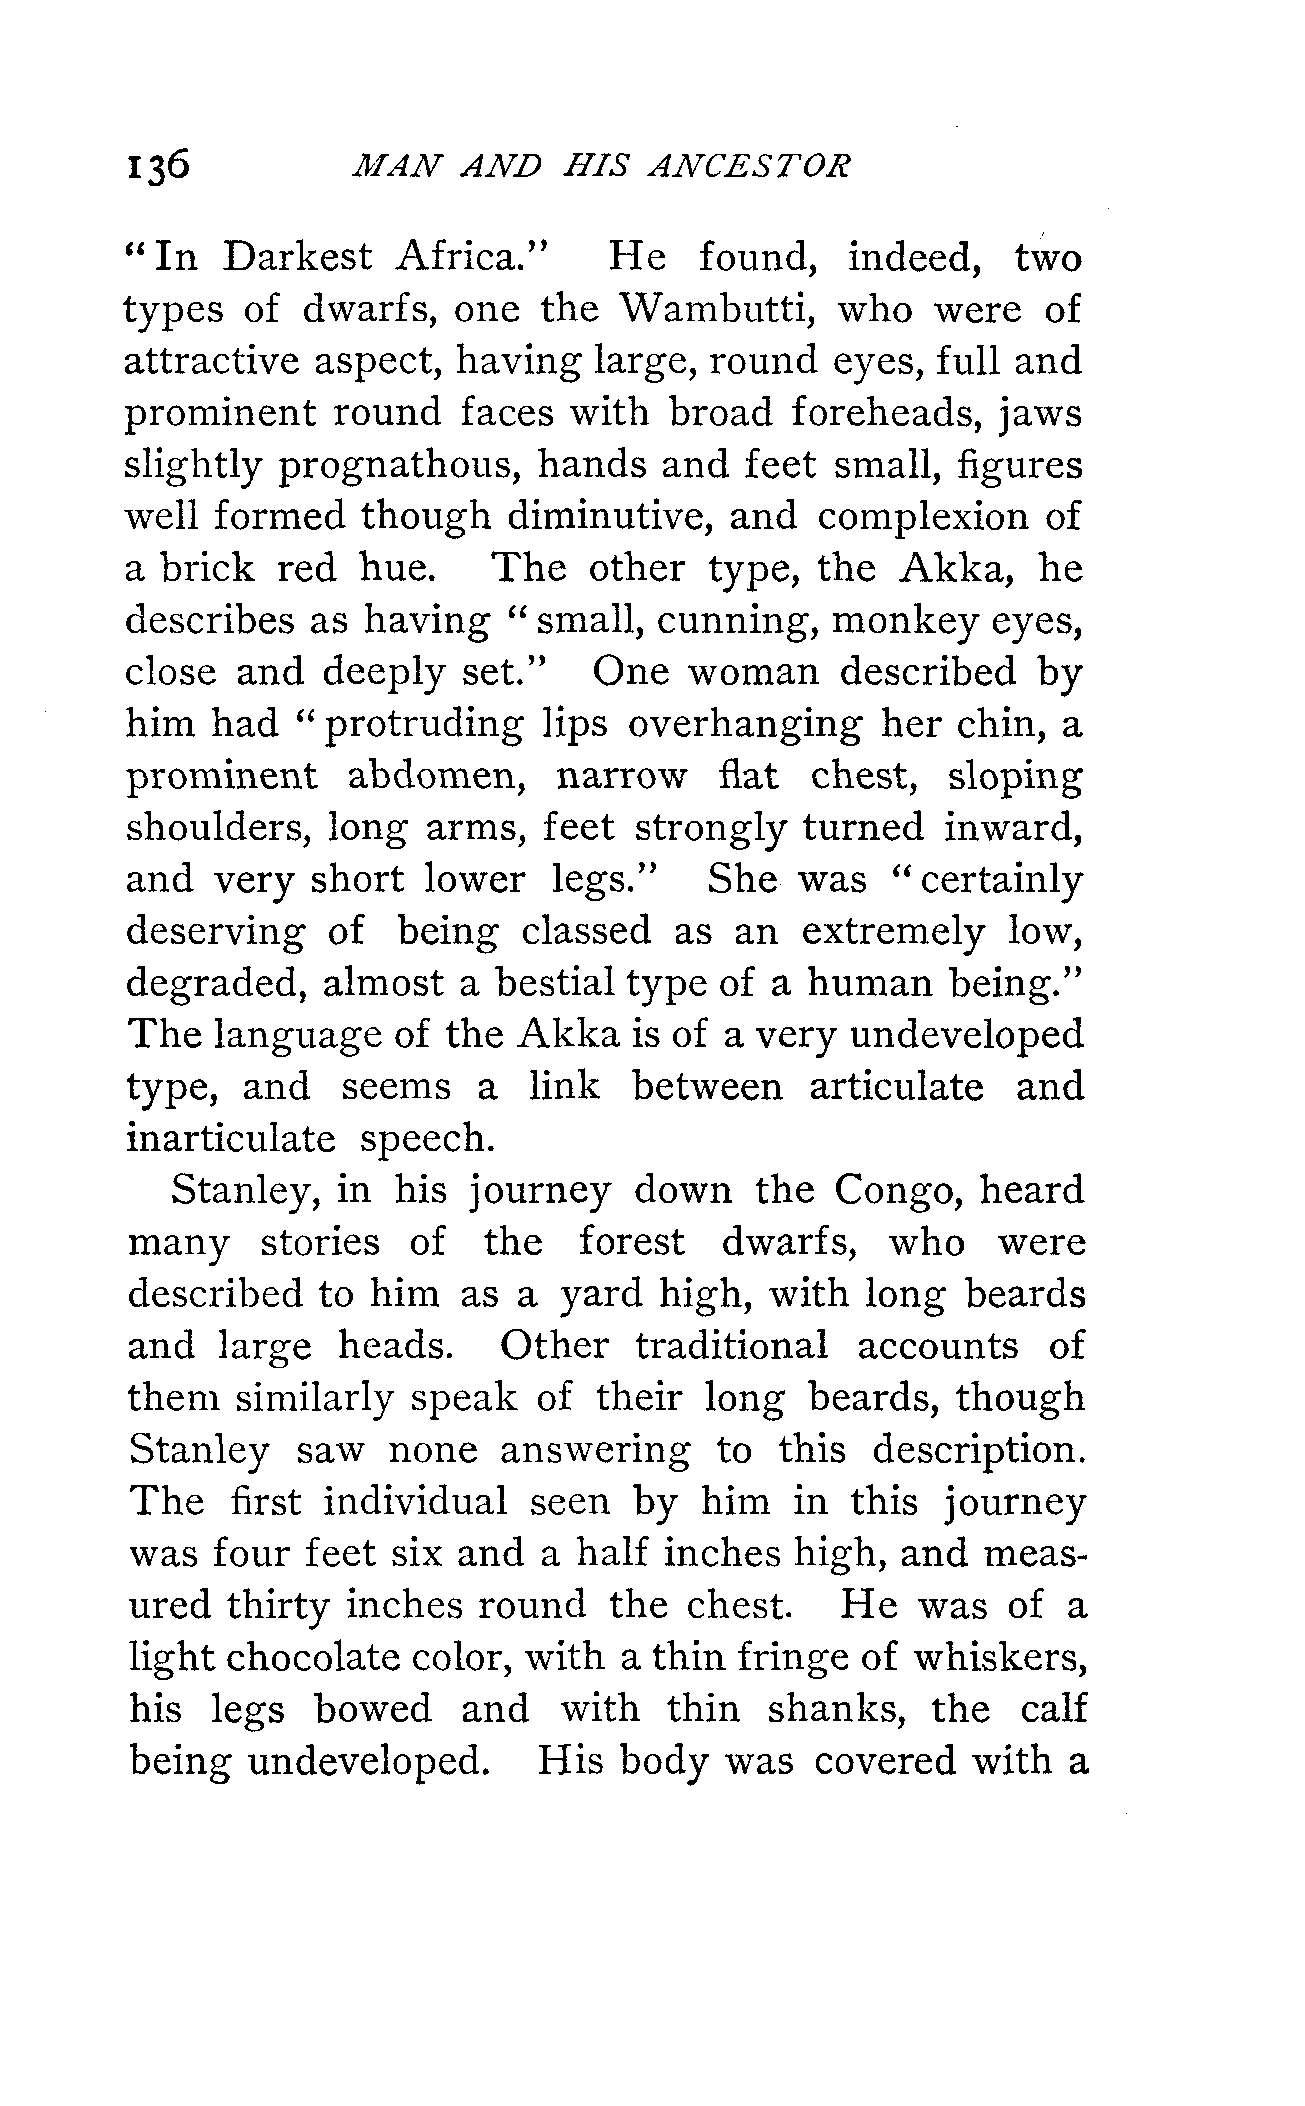 136 MAN AND HIS ANCESTOR
“ In Darkest Africa.” He found, indeed, two
types of dwarfs, one the Wambutti, who were of
attractive aspect, having large, round eyes, full and
prominent round faces with broad foreheads, jaws
slightly prognathous, hands and feet small, figures
well formed though diminutive, and complexion of
a brick red hue. The other type, the Akka, he
describes as having “ small, cunning, monkey eyes,
close and deeply set.” One woman described by
him had “ protruding lips overhanging her chin, a
prominent abdomen, narrow flat chest, sloping
shoulders, long arms, feet strongly turned inward,
and very short lower legs.” She was “ certainly
deserving of being classed as an extremely low,
degraded, almost a bestial type of a human being.”
The language of the Akka is of a very undeveloped
type, and seems a link between articulate and
inarticulate speech.
Stanley, in his journey down the Congo, heard
many stories of the forest dwarfs, who were
described to him as a yard high, with long beards
and large heads. Other traditional accounts of
them similarly speak of their long beards, though
Stanley saw none answering to this description.
The first individual seen by him in this journey
was four feet six and a half inches high, and meas-
ured thirty inches round the chest. He was of a
light chocolate color, with a thin fringe of whiskers,
his legs bowed and with thin shanks, the calf
being undeveloped. His body was covered with a